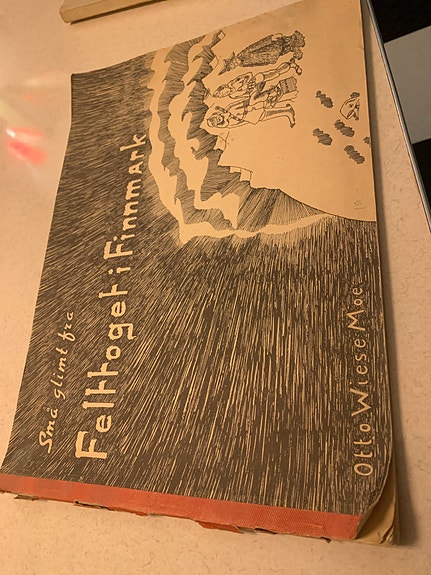 Små glimt fra
Felttoget i Finnmark
Otto Wiese Moe